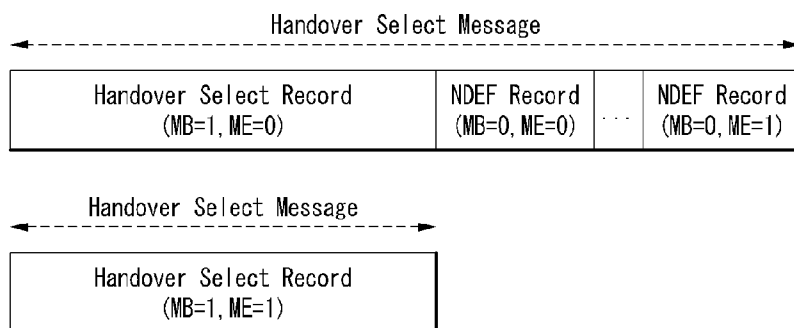 Handover Select Message
Handover Select Record
(MB=1, ME=0)
NDEF Record
(MB=0, ME=0)
...
NDEF Record
(MB=0, ME=1)
Handover Select Message
Handover Select Record
(MB=1, ME=1)